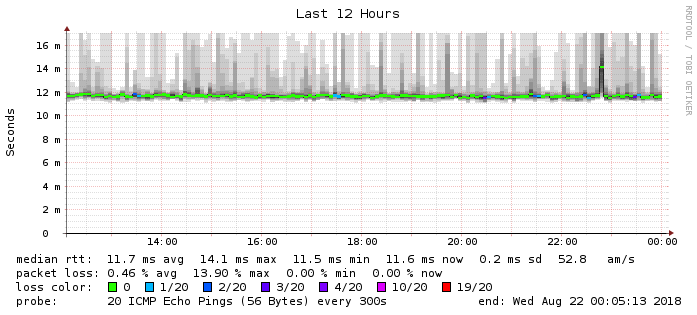 Last 12 Hours
RRDTOOL / TOBI OETIKER
Seconds
16 m
14 m
12 m
10 m
8 m
6 m
4 m
2 m
0
14:00 16:00 18:00 20:00 22:00 00:00
median rtt: 11.7 ms avg 14.1 ms max 11.5 ms min 11.6 ms now 0.2 ms sd 52.8 am/s
packet loss: 0.46 % avg 13.90 % max 0.00 % min 0.00 % now
loss color: 0 1/20 2/20 3/20 4/20 10/20 19/20
probe: 20 ICMP Echo Pings (56 Bytes) every 300s end: Wed Aug 22 00:05:13 2018